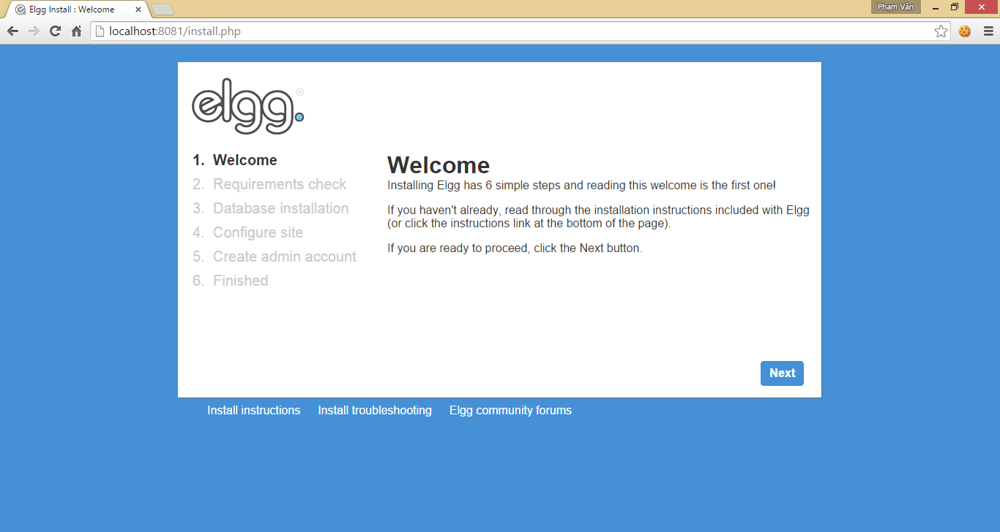 Elgg Install : Welcome
Phạm Văn
localhost:8081/install.php
elgg.®
1. Welcome
2. Requirements check
3. Database installation
4. Configure site
5. Create admin account
6. Finished
Welcome
Installing Elgg has 6 simple steps and reading this welcome is the first one!
If you haven't already, read through the installation instructions included with Elgg
(or click the instructions link at the bottom of the page).
If you are ready to proceed, click the Next button.
Next
Install instructions Install troubleshooting Elgg community forums